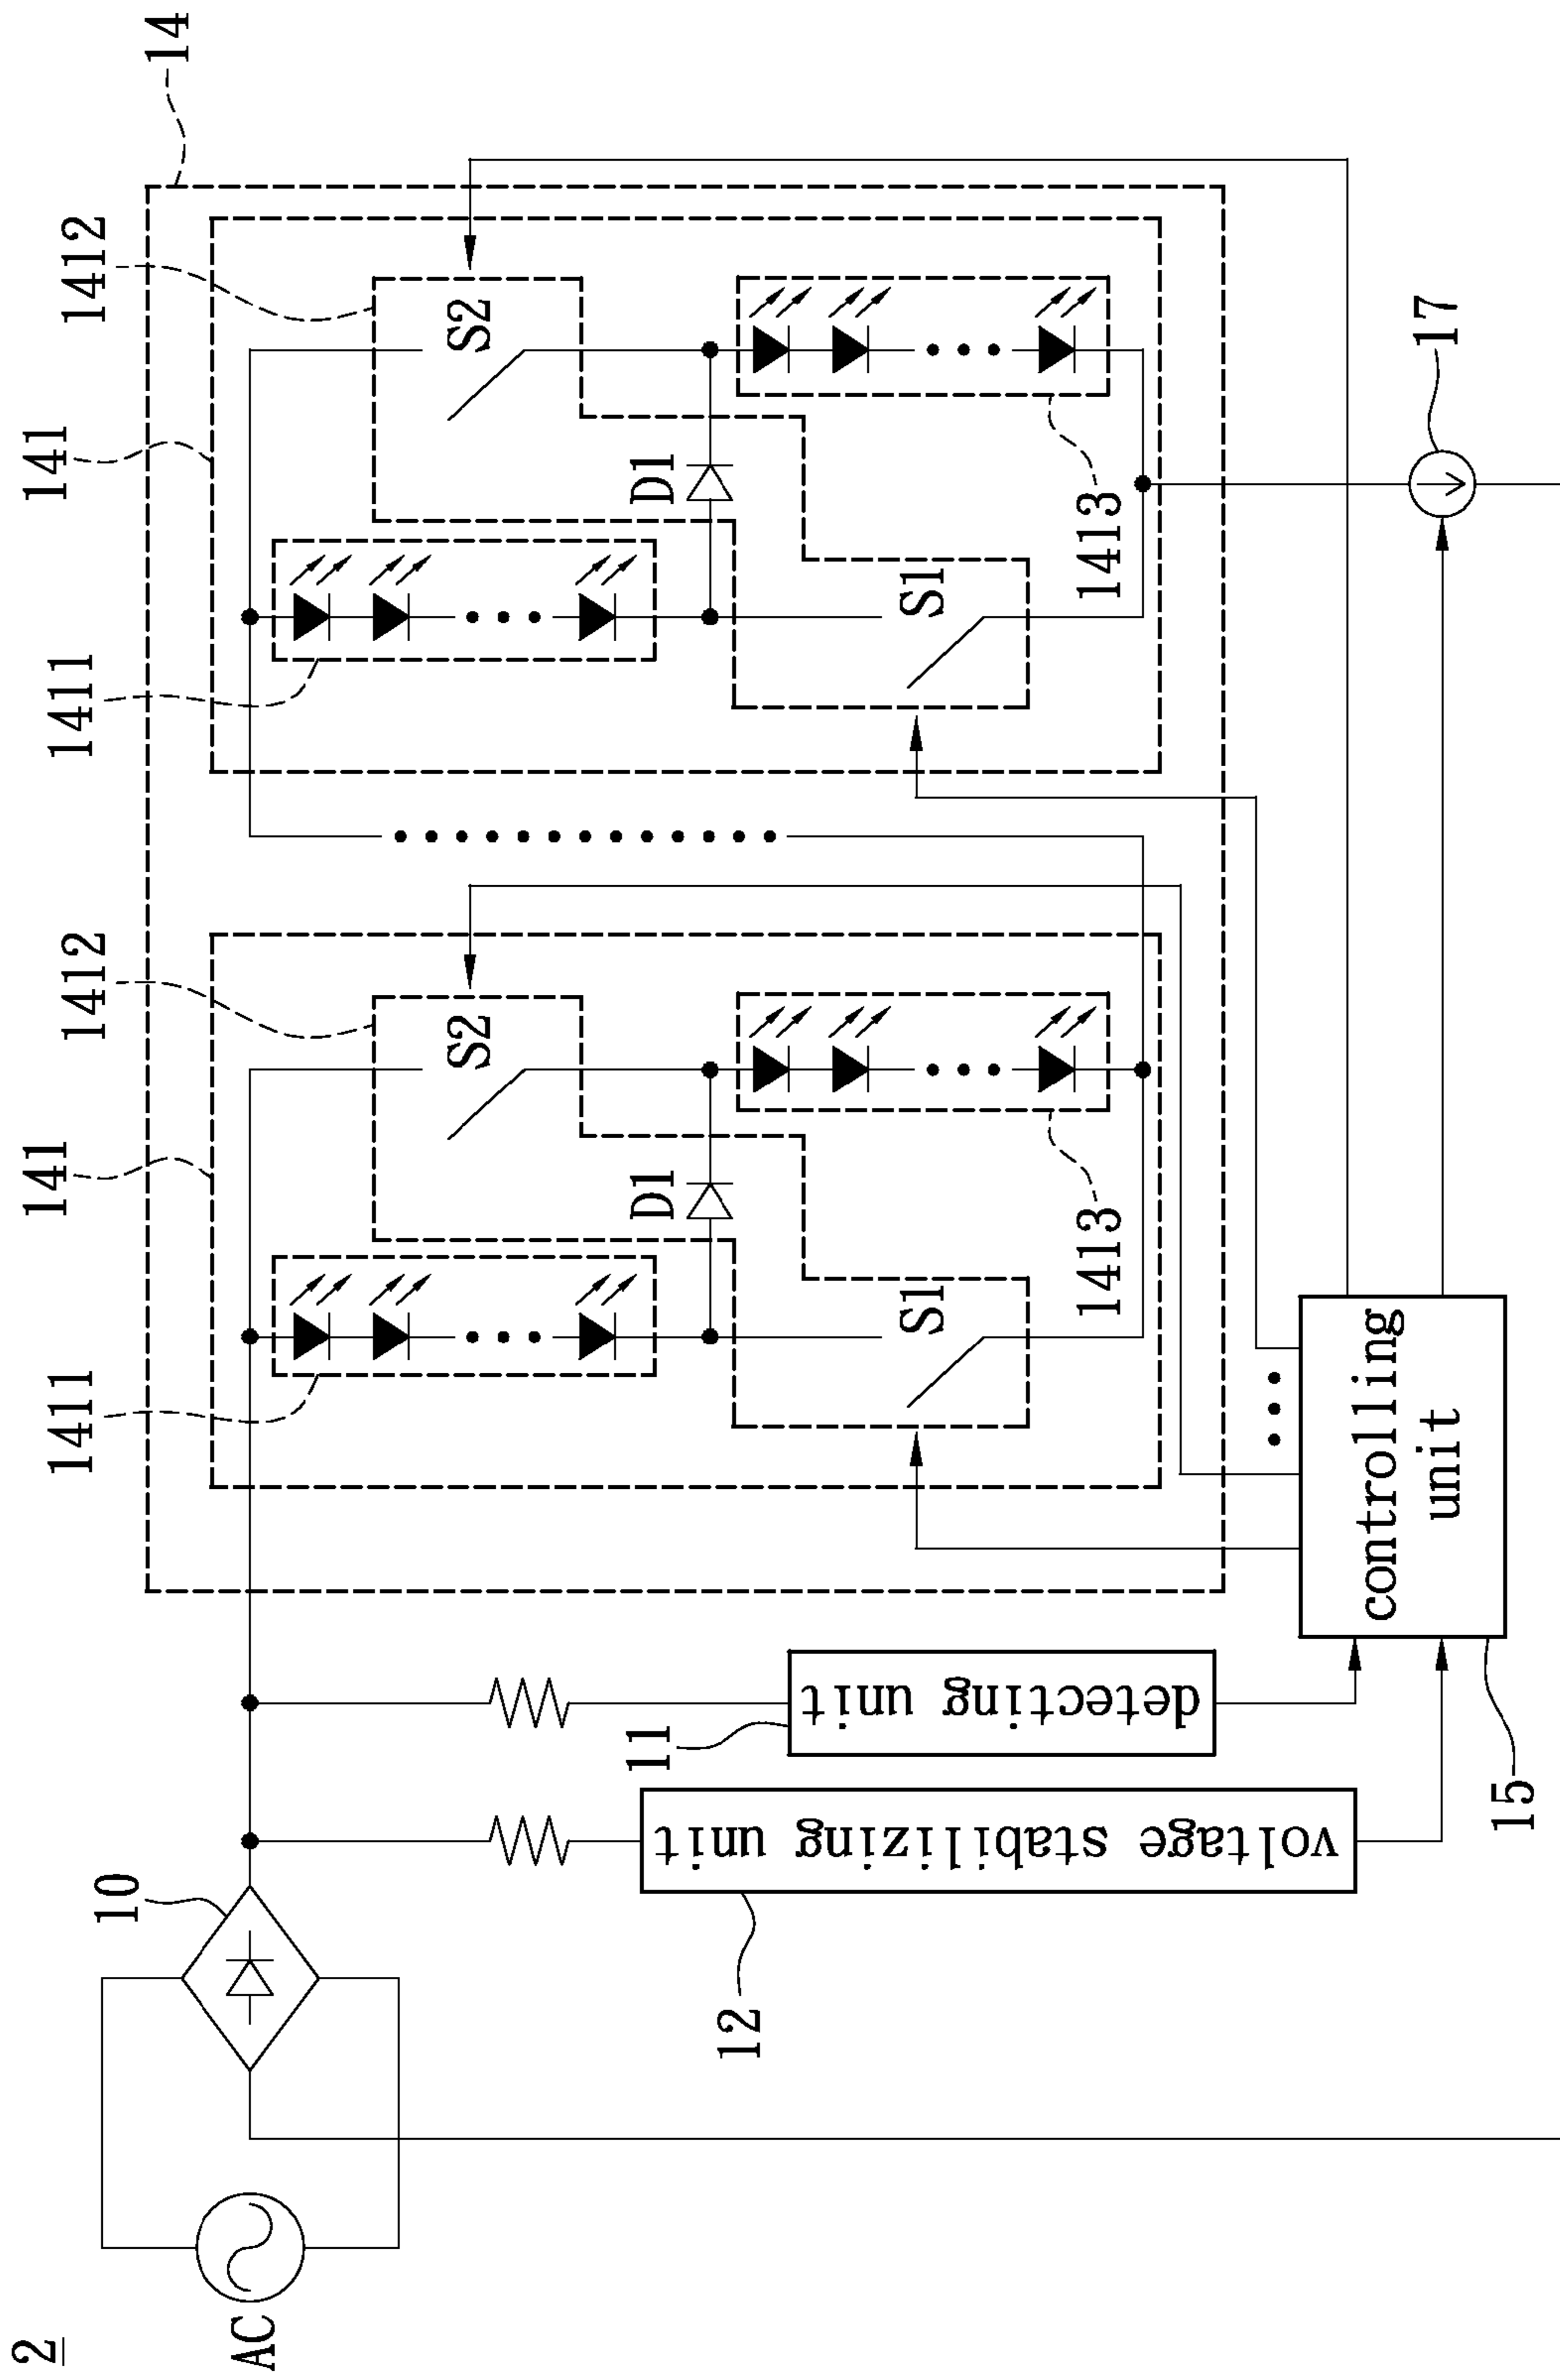 2
AC
10
12
voltage stabilizing unit
11
detecting unit
15
controlling
unit
17
14
141
1411
1412
S2
D1
S1
1413
141
1411
1412
S2
D1
S1
1413